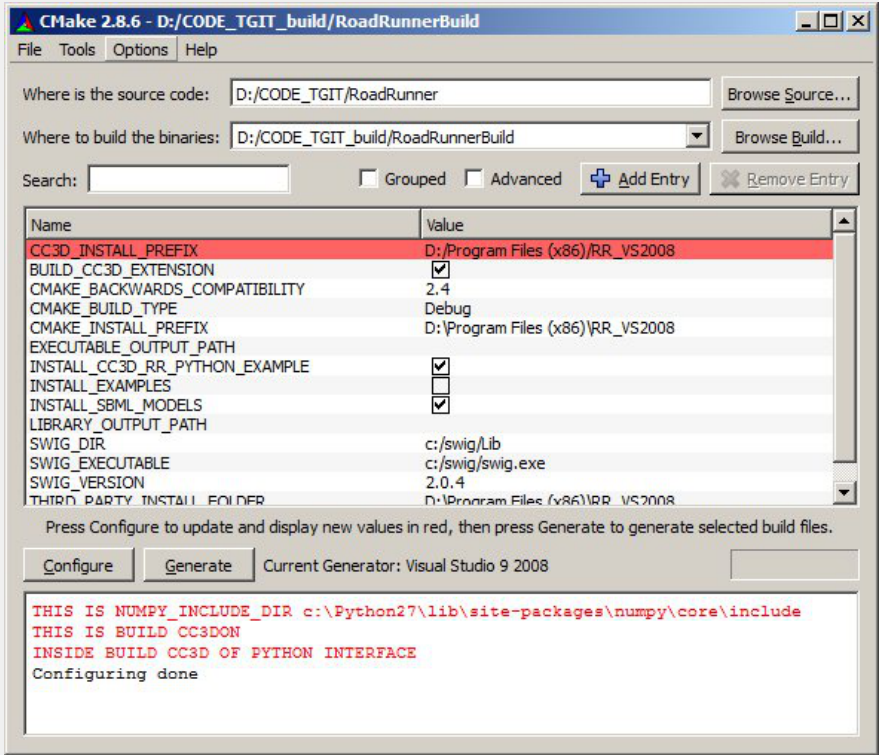 CMake 2.8.6 - D:/CODE_TGIT_build/RoadRunnerBuild
File Tools Options Help
Where is the source code: D:/CODE_TGIT/RoadRunner Browse Source...
Where to build the binaries: D:/CODE_TGIT_build/RoadRunnerBuild Browse Build...
Search: Grouped Advanced Add Entry Remove Entry
Name Value
CC3D_INSTALL_PREFIX D:/Program Files (x86)/RR_VS2008
BUILD_CC3D_EXTENSION
CMAKE_BACKWARDS_COMPATIBILITY 2.4
CMAKE_BUILD_TYPE Debug
CMAKE_INSTALL_PREFIX D:\Program Files (x86)\RR_VS2008
EXECUTABLE_OUTPUT_PATH
INSTALL_CC3D_RR_PYTHON_EXAMPLE
INSTALL_EXAMPLES
INSTALL_SBML_MODELS
LIBRARY_OUTPUT_PATH
SWIG_DIR c:/swig/Lib
SWIG_EXECUTABLE c:/swig/swig.exe
SWIG_VERSION 2.0.4
THIRD_PARTY_INSTALL_FOLDER D:\Program Files (x86)\RR_VS2008
Press Configure to update and display new values in red, then press Generate to generate selected build files.
Configure Generate Current Generator: Visual Studio 9 2008
THIS IS NUMPY_INCLUDE_DIR c:\Python27\lib\site-packages\numpy\core\include
THIS IS BUILD CC3DON
INSIDE BUILD CC3D OF PYTHON INTERFACE
Configuring done